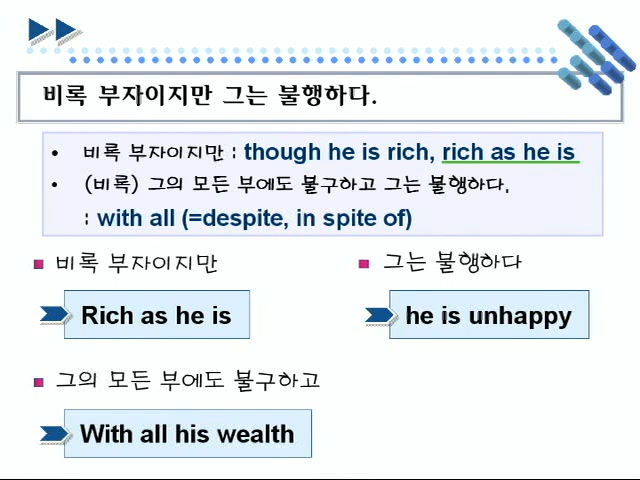 비록 부자이지만 그는 불행하다.
• 비록 부자이지만 : though he is rich, rich as he is
• (비록) 그의 모든 부에도 불구하고 그는 불행하다.
: with all (=despite, in spite of)
비록 부자이지만
그는 불행하다
Rich as he is
he is unhappy
그의 모든 부에도 불구하고
With all his wealth